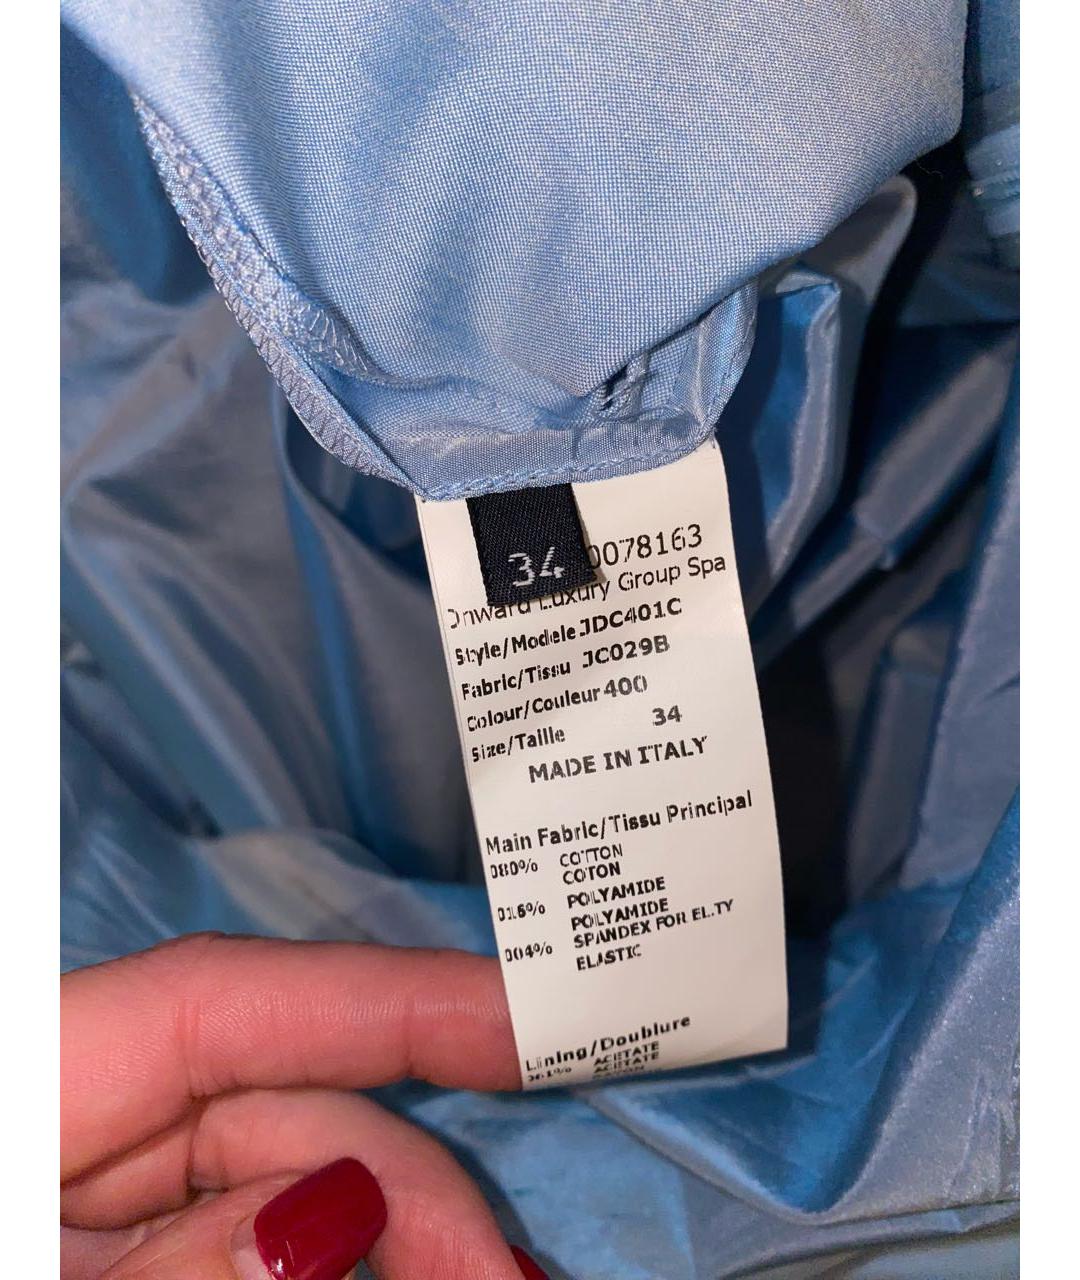 34
0078163
Onward Luxury Group Spa
Style/Modele JDC401C
Fabric/Tissu JC029B
Colour/Couleur 400
Size/Taille 34
MADE IN ITALY
Main Fabric/Tissu Principal
080% COTTON
COTON
016% POLYAMIDE
POLYAMIDE
004% SPANDEX FOR EL.TY
ELASTIC
Lining/Doublure
ACETATE
ACETATE